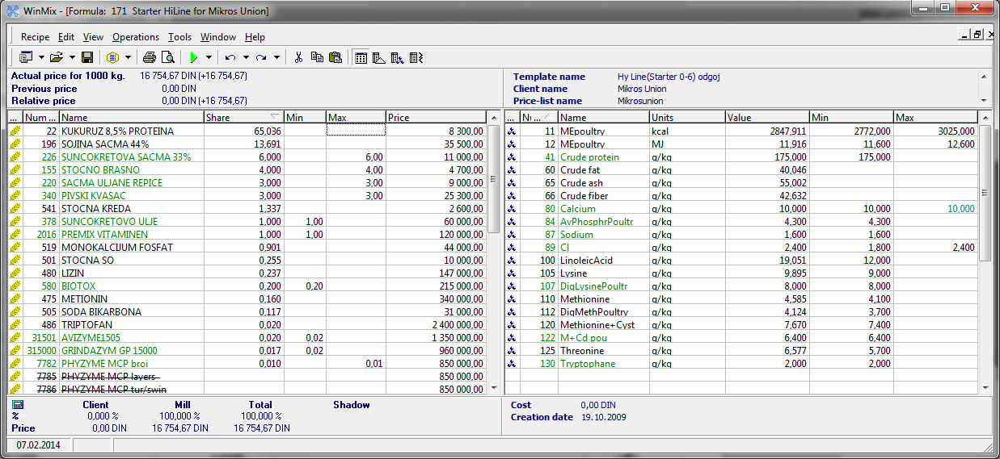 WinMix - [Formula:  171  Starter HiLine for Mikros Union]
Recipe Edit View Operations Tools Window Help
Actual price for 1000 kg. 16 754,67 DIN (+16 754,67)
Previous price 0,00 DIN
Relative price 0,00 DIN (+16 754,67)
Template name Hy Line(Starter 0-6) odgoj
Client name Mikros Union
Price-list name Mikrosunion
... Num ... Name Share Min Max Price
22 KUKURUZ 8,5% PROTEINA 65,036 8 300,00
196 SOJINA SACMA 44% 13,691 35 500,00
226 SUNCOKRETOVA SACMA 33% 6,000 6,00 11 000,00
155 STOCNO BRASNO 4,000 4,00 4 700,00
220 SACMA ULJANE REPICE 3,000 3,00 9 000,00
340 PIVSKI KVASAC 3,000 3,00 25 300,00
541 STOCNA KREDA 1,337 2 600,00
378 SUNCOKRETOVO ULJE 1,000 1,00 60 000,00
2016 PREMIX VITAMINEN 1,000 1,00 120 000,00
519 MONOKALCIJUM FOSFAT 0,901 44 000,00
501 STOCNA SO 0,255 10 000,00
480 LIZIN 0,237 147 000,00
580 BIOTOX 0,200 0,20 215 000,00
475 METIONIN 0,160 340 000,00
505 SODA BIKARBONA 0,117 31 000,00
486 TRIPTOFAN 0,020 2 400 000,00
31501 AVIZYME1505 0,020 0,02 1 350 000,00
315000 GRINDAZYM GP 15000 0,017 0,02 960 000,00
7782 PHYZYME MCP broi 0,010 0,01 850 000,00
7785 PHYZYME MCP layers 850 000,00
7786 PHYZYME MCP tur/swin 850 000,00
... Nu ... Name Units Value Min Max
11 MEpoultry kcal 2847,911 2772,000 3025,000
12 MEpoultry MJ 11,916 11,600 12,600
41 Crude protein g/kg 175,000 175,000
60 Crude fat g/kg 40,046
65 Crude ash g/kg 55,002
66 Crude fiber g/kg 42,632
80 Calcium g/kg 10,000 10,000 10,000
84 AvPhosphrPoultr g/kg 4,300 4,300
87 Sodium g/kg 1,600 1,600
89 Cl g/kg 2,400 1,800 2,400
100 LinoleicAcid g/kg 19,051 12,000
105 Lysine g/kg 9,895 9,000
107 DigLysinePoultr g/kg 8,000 8,000
110 Methionine g/kg 4,585 4,100
112 DigMethPoultry g/kg 4,124 3,700
120 Methionine+Cyst g/kg 7,670 7,400
122 M+Cd pou g/kg 6,400 6,400
125 Threonine g/kg 6,577 5,700
130 Tryptophane g/kg 2,000 2,000
Client Mill Total Shadow
% 0,000 % 100,000 % 100,000 %
Price 0,00 DIN 16 754,67 DIN 16 754,67 DIN
Cost 0,00 DIN
Creation date 19.10.2009
07.02.2014